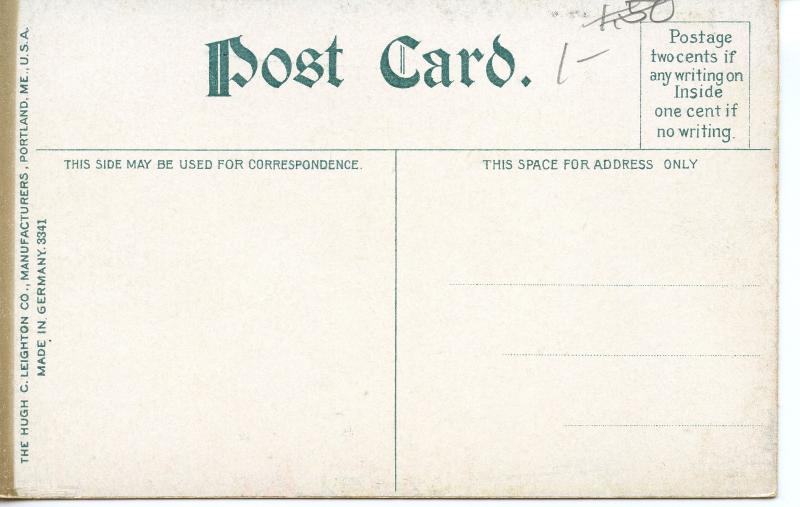 Post Card.
1.50
1-
Postage
two cents if
any writing on
Inside
one cent if
no writing.
THIS SIDE MAY BE USED FOR CORRESPONDENCE.
THIS SPACE FOR ADDRESS ONLY
THE HUGH C. LEIGHTON CO., MANUFACTURERS, PORTLAND, ME., U.S.A.
MADE IN GERMANY. 3341